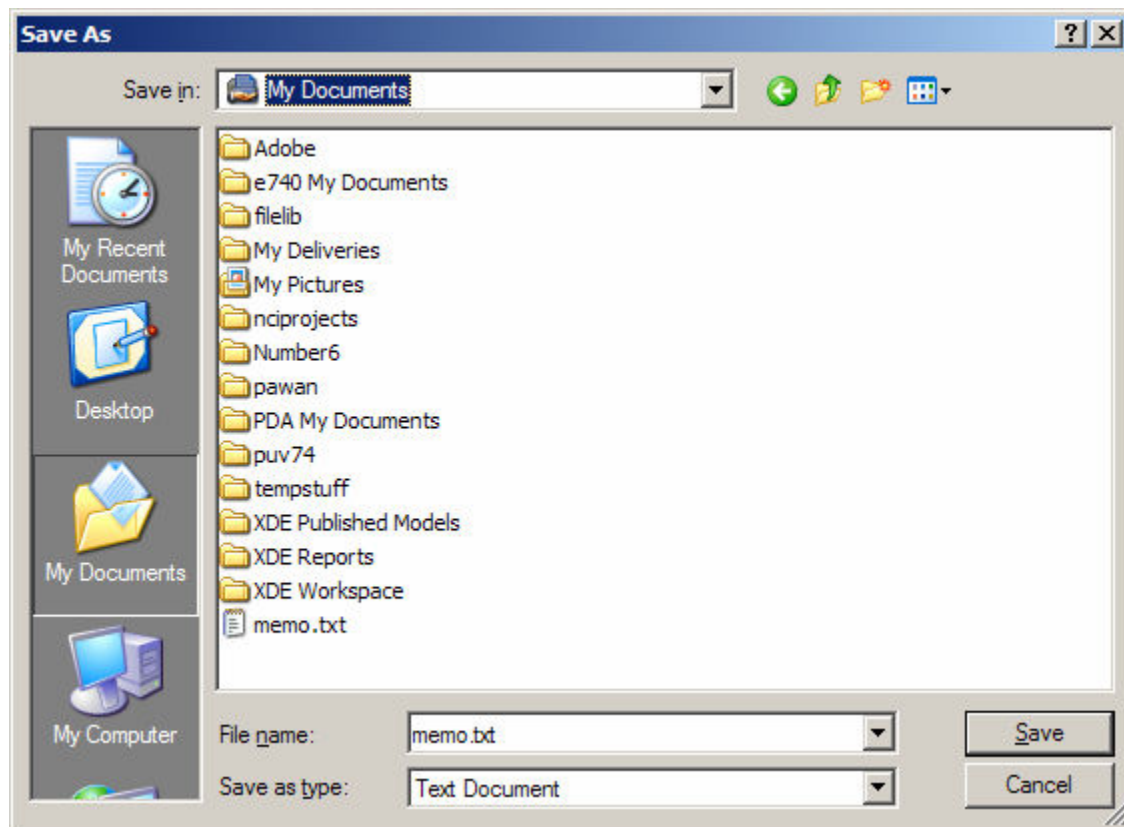 Save As
Save in:
My Documents
My Recent
Documents
Desktop
My Documents
My Computer
Adobe
e740 My Documents
filelib
My Deliveries
My Pictures
nciprojects
Number6
pawan
PDA My Documents
puv74
tempstuff
XDE Published Models
XDE Reports
XDE Workspace
memo.txt
File name:
memo.txt
Save
Save as type:
Text Document
Cancel